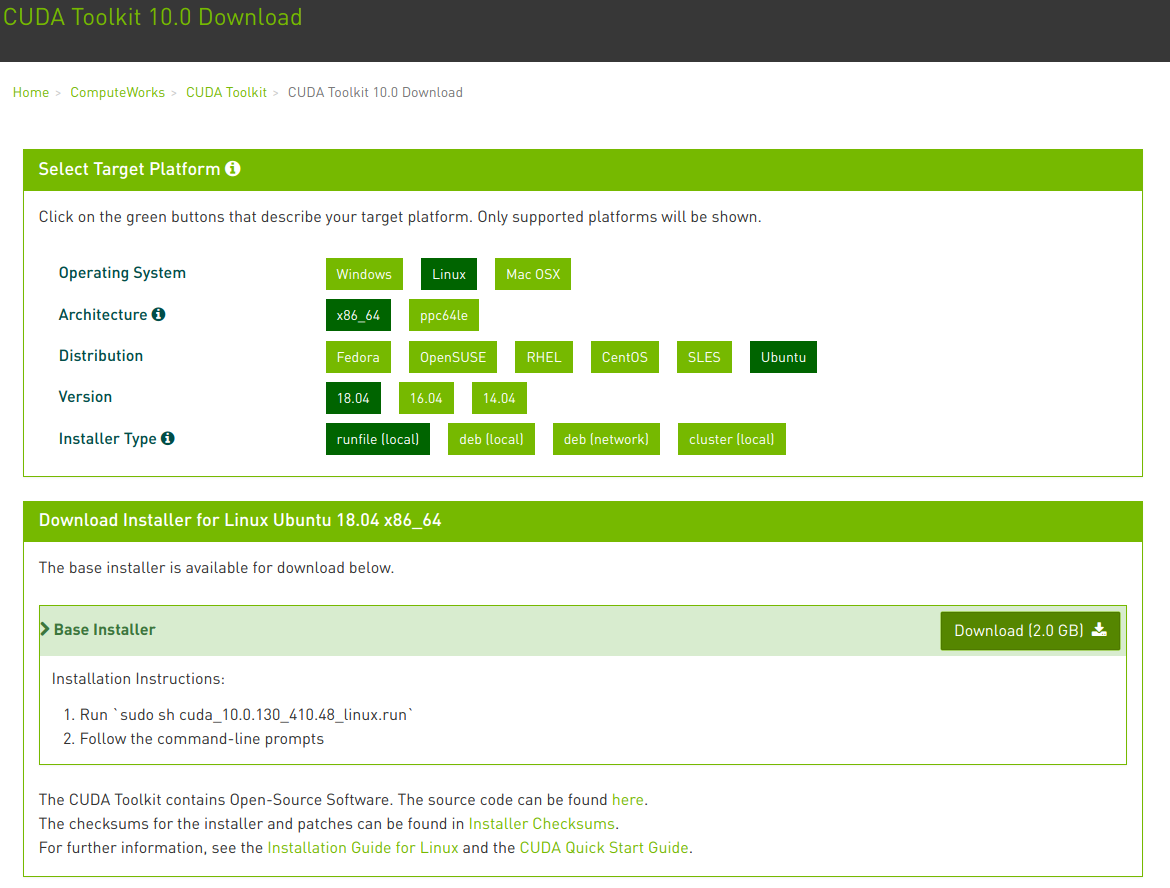 CUDA Toolkit 10.0 Download
Home > ComputeWorks > CUDA Toolkit > CUDA Toolkit 10.0 Download
Select Target Platform
Click on the green buttons that describe your target platform. Only supported platforms will be shown.
Operating System Windows Linux Mac OSX
Architecture x86_64 ppc64le
Distribution Fedora OpenSUSE RHEL CentOS SLES Ubuntu
Version 18.04 16.04 14.04
Installer Type runfile (local) deb (local) deb (network) cluster (local)
Download Installer for Linux Ubuntu 18.04 x86_64
The base installer is available for download below.
Base Installer Download (2.0 GB)
Installation Instructions:
1. Run `sudo sh cuda_10.0.130_410.48_linux.run`
2. Follow the command-line prompts
The CUDA Toolkit contains Open-Source Software. The source code can be found here.
The checksums for the installer and patches can be found in Installer Checksums.
For further information, see the Installation Guide for Linux and the CUDA Quick Start Guide.